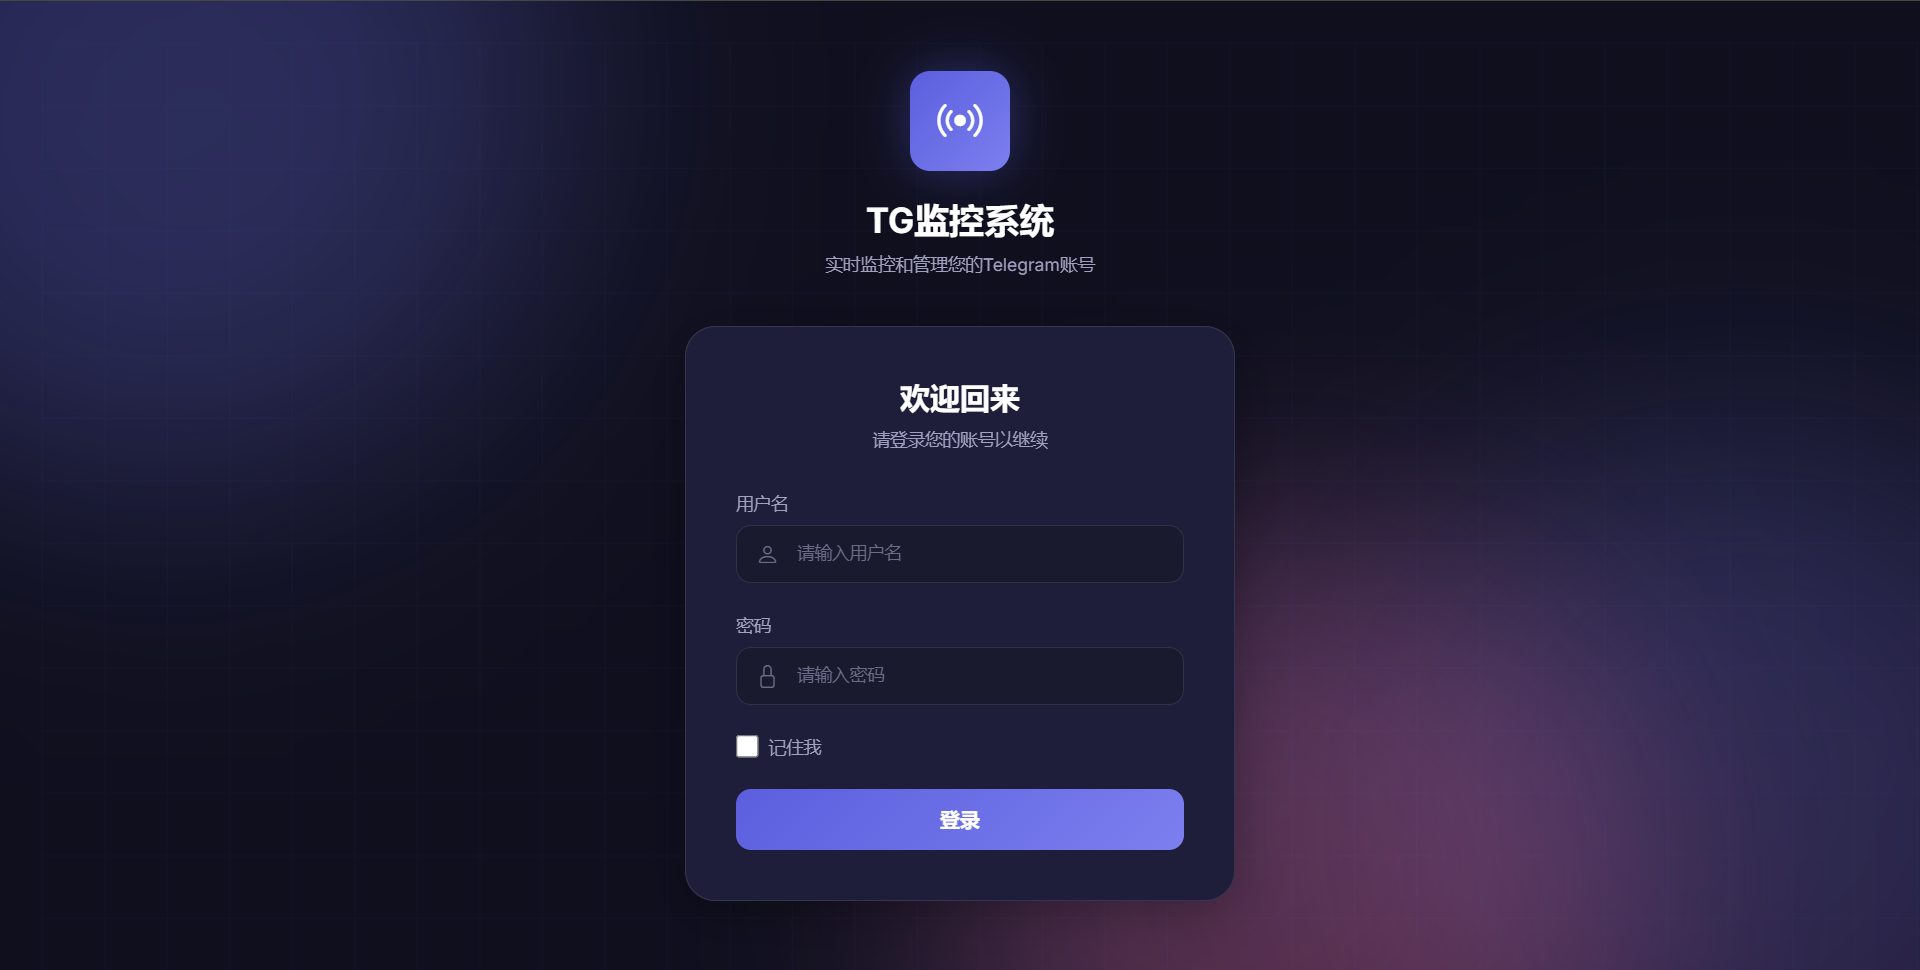 TG监控系统
实时监控和管理您的Telegram账号
欢迎回来
请登录您的账号以继续
用户名
请输入用户名
密码
请输入密码
记住我
登录